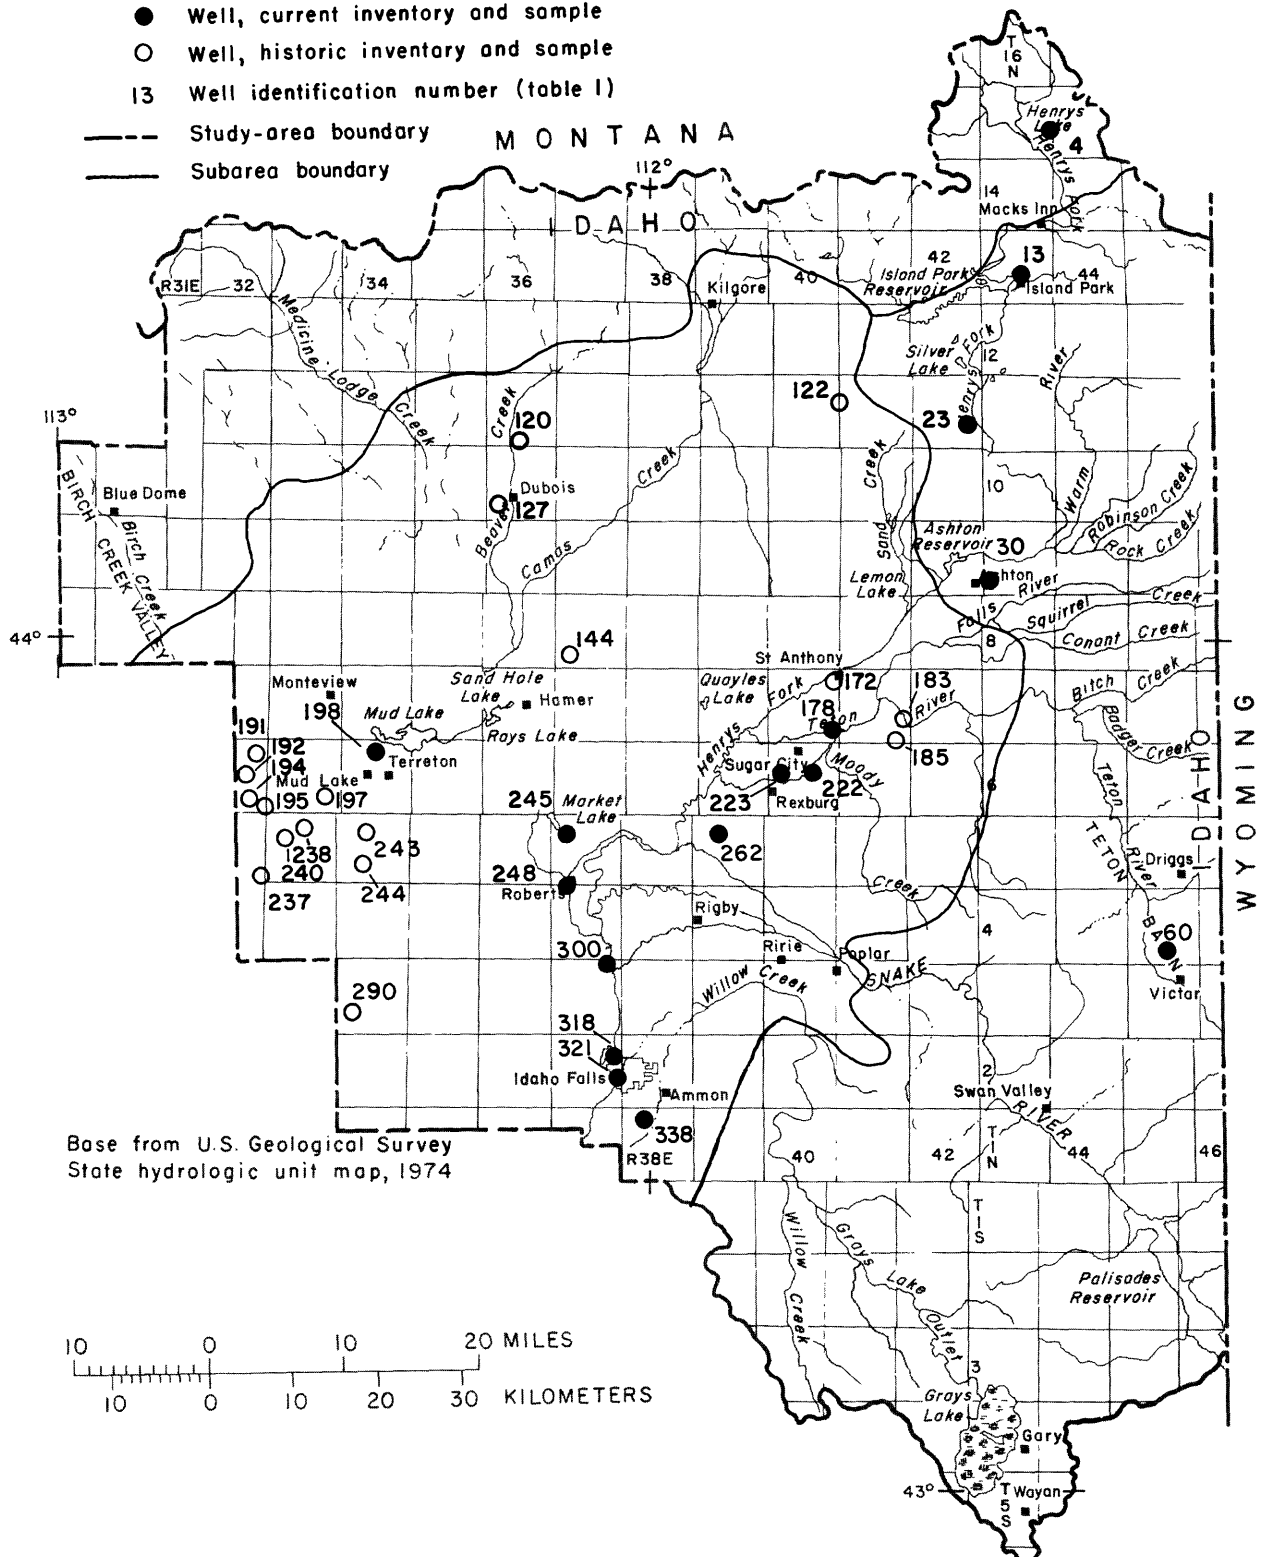 Well, current inventory and sample
Well, historic inventory and sample
13 Well identification number (table 1)
Study-area boundary
Subarea boundary
MONTANA
112°
IDAHO
T
16
N
Henrys
Lake
4
Henrys Fork
14
Macks Inn
13
42
44
Island Park
Reservoir
Island Park
R31E
32
34
36
38
40
Kilgore
Medicine Lodge Creek
Silver
Lake
Henrys Fork
12
River
122
23
113°
Creek
120
Creek
Dubois
127
Beaver
Camas
Creek
Sand
10
Warm
Robinson Creek
Rock Creek
BIRCH CREEK VALLEY
Blue Dome
Birch Creek
Ashton
Reservoir
30
Lemon
Lake
Ashton
Falls River
Squirrel Creek
Conant Creek
8
44°
144
St Anthony
Quayles
Lake
172
183
River
Bitch Creek
Badger Creek
Monteview
198
Sand Hole
Lake
Hamer
Mud Lake
Rays Lake
Henrys Fork
178
Teton
185
191
192
194
Mud Lake
Terreton
195
197
Sugar City
Moody
222
223
Rexburg
6
Teton River
IDAHO
WYOMING
245
Market
Lake
262
238
243
240
244
237
248
Roberts
Creek
TETON
Driggs
Rigby
4
BASIN
60
300
Ririe
Poplar
SNAKE
Willow Creek
Victor
290
318
321
Idaho Falls
Ammon
338
2
Swan Valley
RIVER
Base from U.S. Geological Survey
State hydrologic unit map, 1974
R38E
40
42
T
1
N
44
46
T
1
S
Willow Creek
Grays Lake Outlet
Palisades
Reservoir
10 0 10 20 MILES
10 0 10 20 30 KILOMETERS
3
Grays
Lake
Gray
43°
T
5
S
Wayan